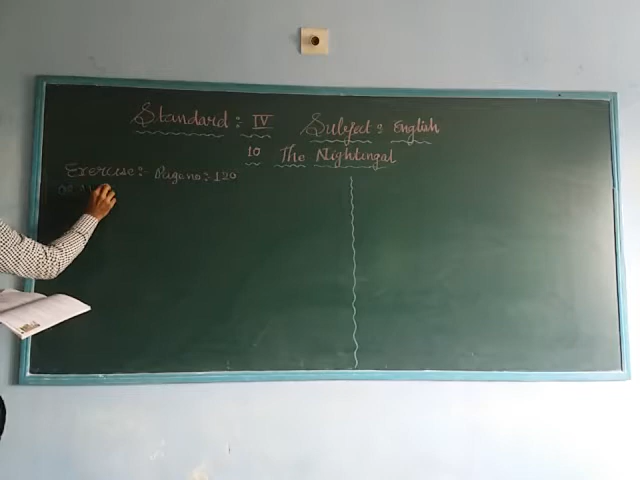 Standard: IV Subject: English
10 The Nightingal
Exercise:- Page no: 120